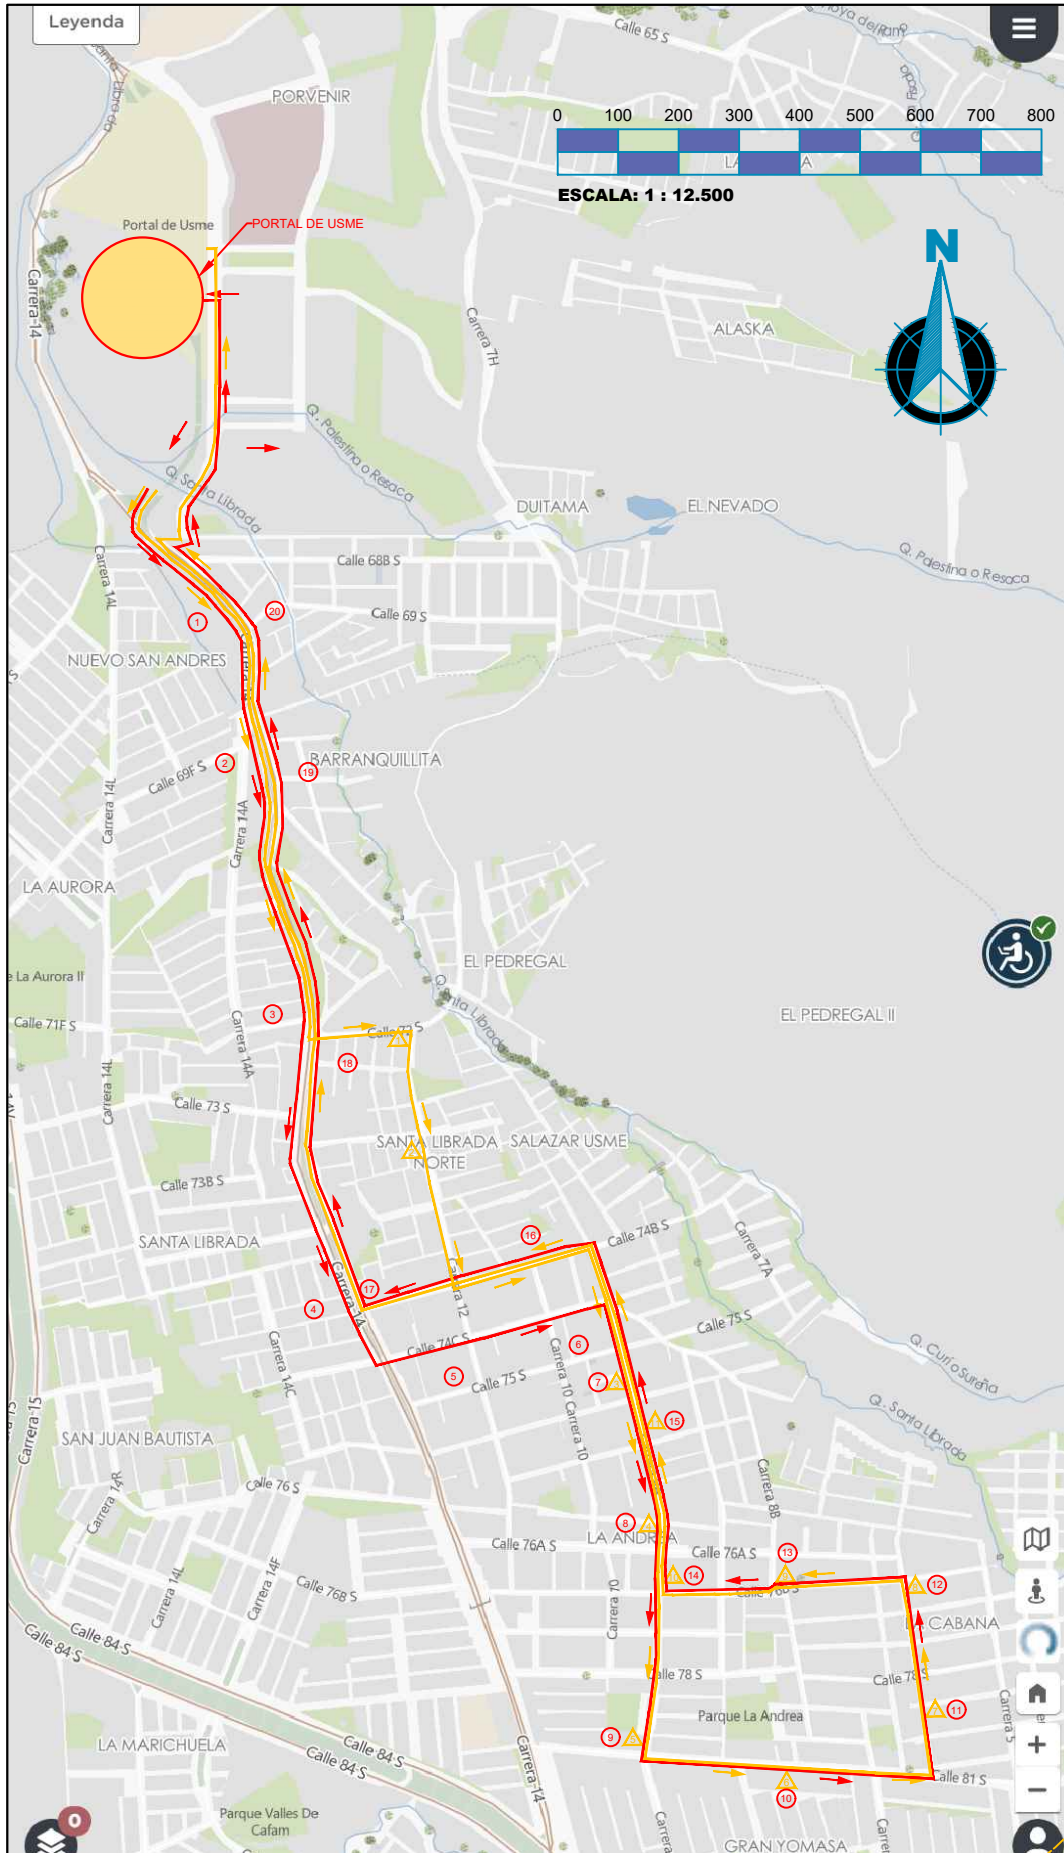 Leyenda
Calle 65 S
PORVENIR
0 100 200 300 400 500 600 700 800
ESCALA: 1 : 12.500
Portal de Usme
PORTAL DE USME
N
Carrera 14
Carrera 7H
ALASKA
Q. Palestina o Resaca
Q. Santa Librada
DUITAMA
EL NEVADO
Q. Palestina o Resaca
Carrera 14L
Calle 68B S
Calle 69 S
20
1
NUEVO SAN ANDRES
BARRANQUILLITA
2
19
Calle 69F S
Carrera 14L
Carrera 14A
LA AURORA
EL PEDREGAL
e La Aurora II
Q. Santa Librada
EL PEDREGAL II
3
Calle 71F S
Calle 72 S
18
Carrera 14A
Carrera 14L
Calle 73 S
SANTA LIBRADA
NORTE
SALAZAR USME
Calle 73B S
SANTA LIBRADA
16
Calle 74B S
Carrera 7A
17
4
Carrera 14
Carrera 12
Calle 74C S
Calle 75 S
6
5
Calle 75 S
7
Carrera 14C
Carrera 10
Carrera 10
15
Q. Curí o Sureña
Q. Santa Librada
Carrera 15
SAN JUAN BAUTISTA
Calle 76 S
Carrera 14R
Carrera 8B
8
LA ANDREA
Calle 76A S
Calle 76A S
13
14
12
Calle 76B S
Calle 76B S
Carrera 14L
Carrera 14F
Carrera 10
LA CABANA
Calle 84 S
Calle 84 S
Calle 78 S
Calle 78 S
Carrera 5
Parque La Andrea
11
9
LA MARICHUELA
Calle 84 S
Calle 84 S
Carrera 14
10
Calle 81 S
Parque Valles De
Cafam
GRAN YOMASA
0